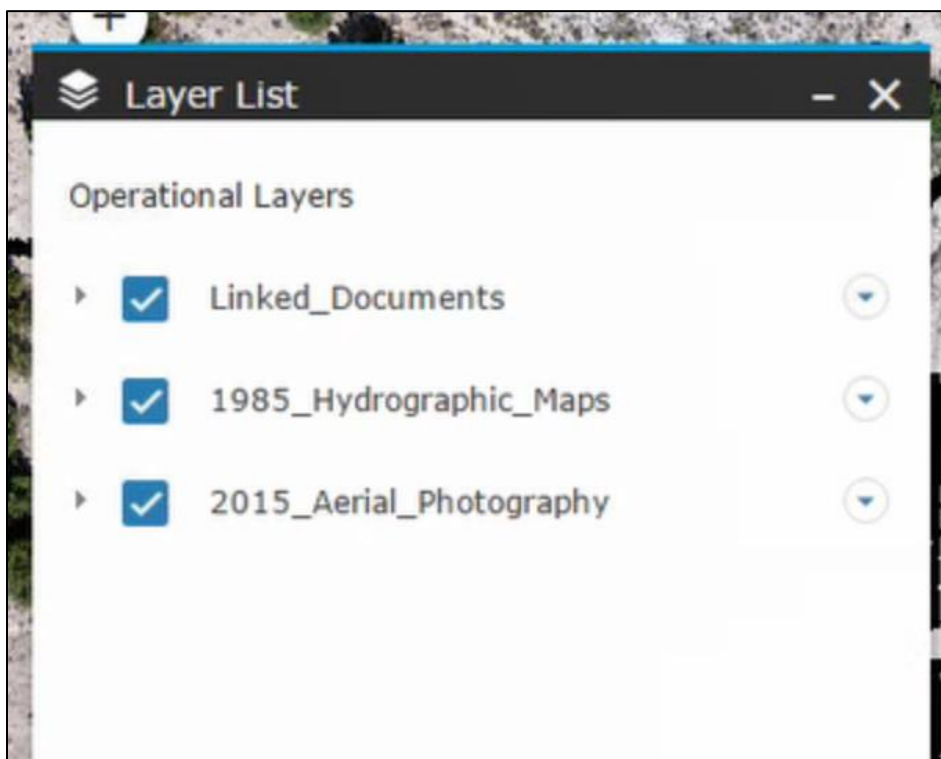 Layer List
Operational Layers
Linked_Documents
1985_Hydrographic_Maps
2015_Aerial_Photography